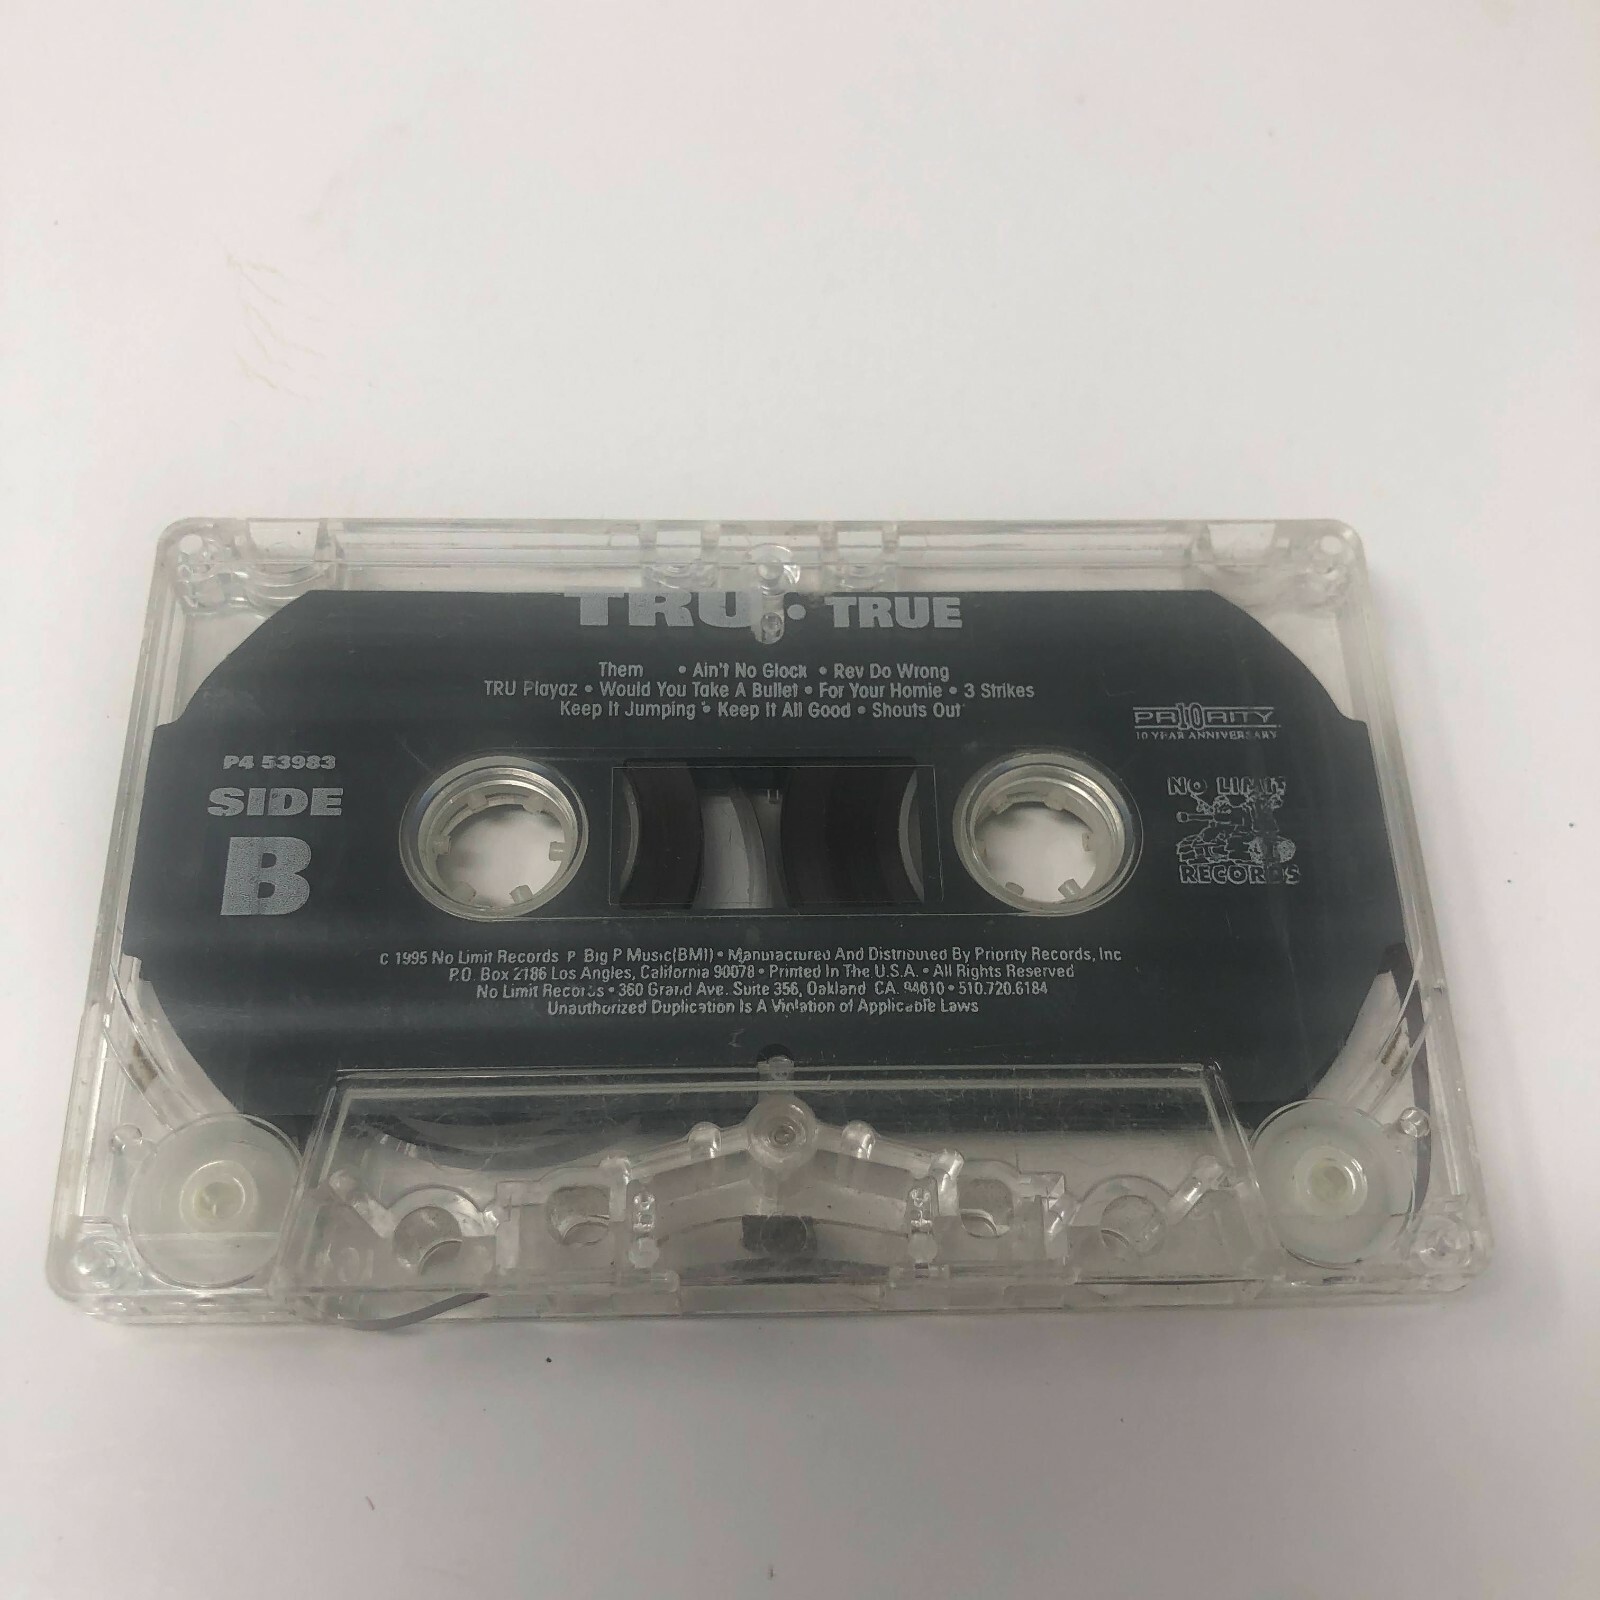 TRU • TRUE
Them • Ain't No Glock • Rev Do Wrong
TRU Playaz • Would You Take A Bullet • For Your Homie • 3 Strikes
Keep It Jumping • Keep It All Good • Shouts Out
PR10RITY
10 YEAR ANNIVERSARY
P4 53983
SIDE
B
NO LIMIT
RECORDS
c 1995 No Limit Records P Big P Music(BMI) • Manufactured And Distributed By Priority Records, Inc
P.O. Box 2186 Los Angles, California 90078 • Printed In The U.S.A. • All Rights Reserved
No Limit Records • 360 Grand Ave. Suite 356, Oakland CA. 94610 • 510.720.6184
Unauthorized Duplication Is A Violation of Applicable Laws